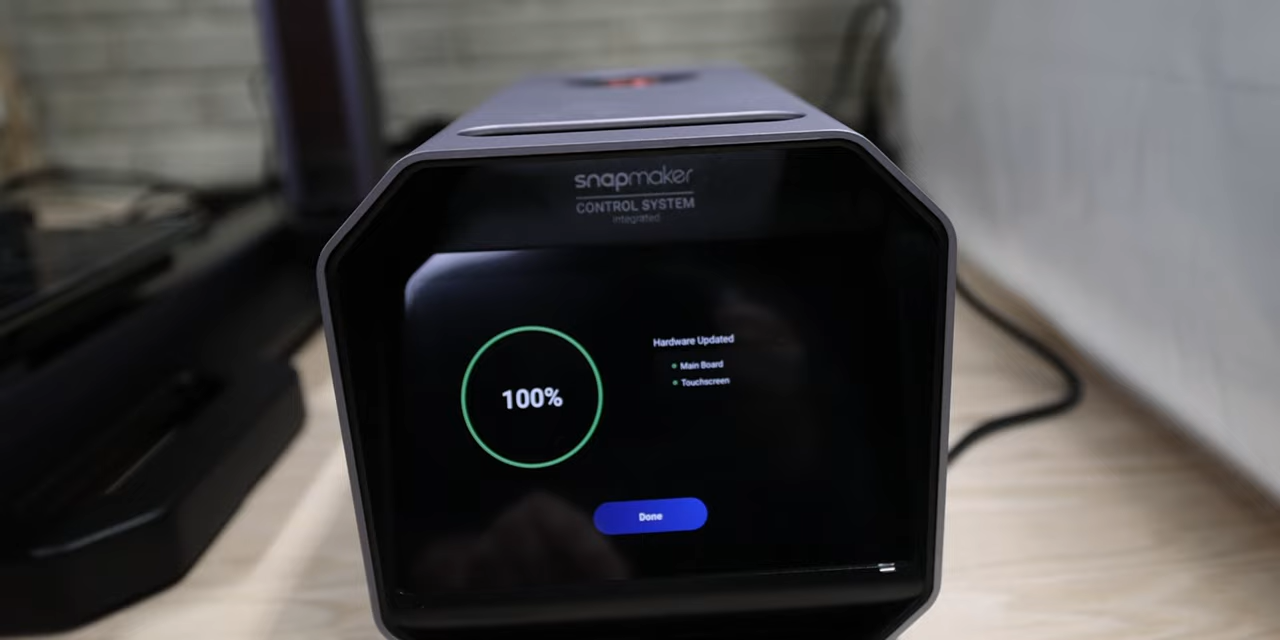 snapmaker
CONTROL SYSTEM
Integrated
100%
Hardware Updated
Main Board
Touchscreen
Done